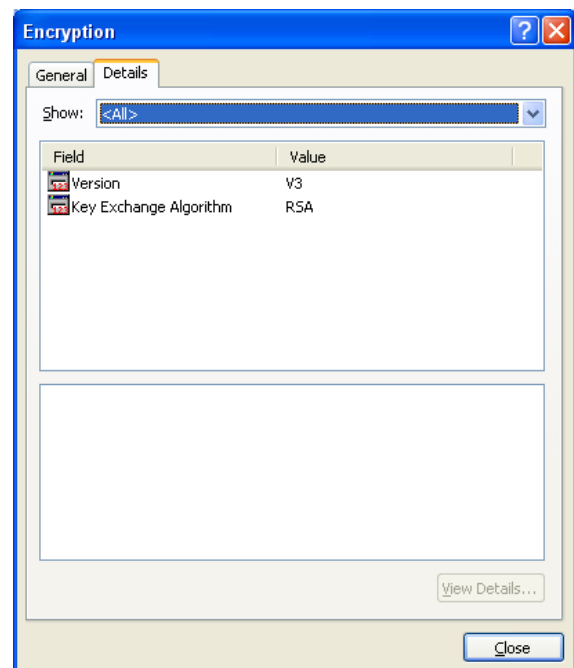 Encryption
General Details
Show: <All>
Field Value
Version V3
Key Exchange Algorithm RSA
View Details...
Close